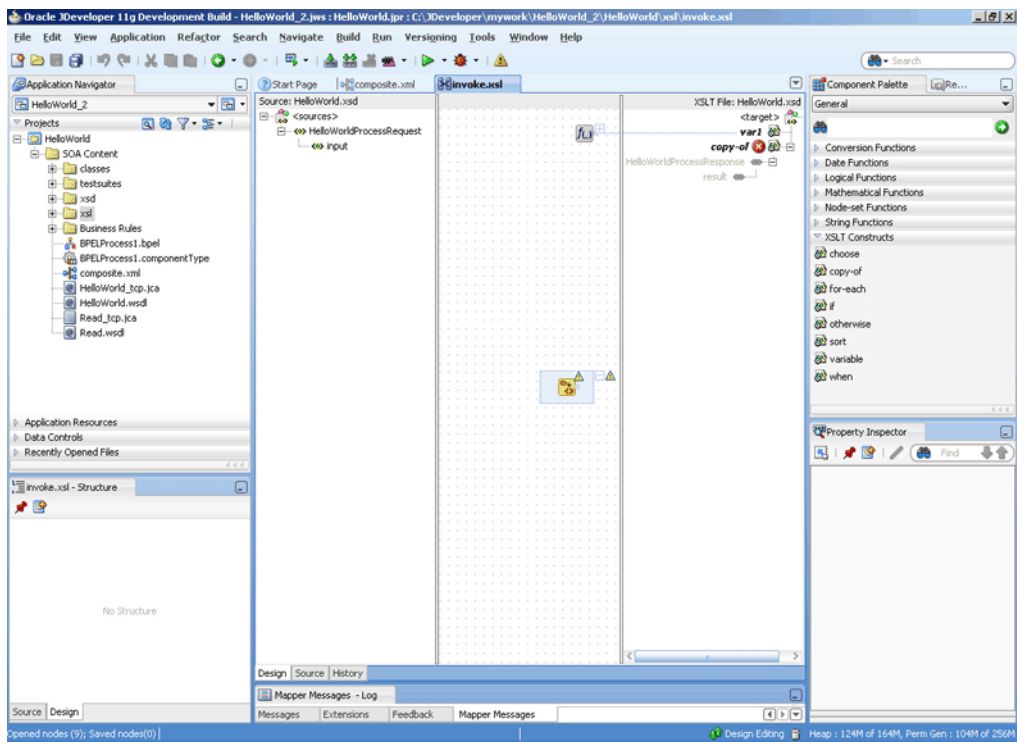 Oracle JDeveloper 11g Development Build - HelloWorld_2.jws : HelloWorld.jpr : C:\JDeveloper\mywork\HelloWorld_2\HelloWorld\xsl\invoke.xsl
File Edit View Application Refactor Search Navigate Build Run Versioning Tools Window Help
Search
Application Navigator
HelloWorld_2
Projects
HelloWorld
SOA Content
classes
testsuites
xsd
xsl
Business Rules
BPELProcess1.bpel
BPELProcess1.componentType
composite.xml
HelloWorld_tcp.jca
HelloWorld.wsdl
Read_tcp.jca
Read.wsdl
Application Resources
Data Controls
Recently Opened Files
invoke.xsl - Structure
No Structure
Source Design
Start Page composite.xml invoke.xsl
Source: HelloWorld.xsd
<sources>
HelloWorldProcessRequest
input
XSLT File: HelloWorld.xsd
<target>
var1
copy-of
HelloWorldProcessResponse
result
Design Source History
Mapper Messages - Log
Messages Extensions Feedback Mapper Messages
Component Palette Re...
General
Conversion Functions
Date Functions
Logical Functions
Mathematical Functions
Node-set Functions
String Functions
XSLT Constructs
choose
copy-of
for-each
if
otherwise
sort
variable
when
Property Inspector
Find
Opened nodes (9); Saved nodes(0)
Design Editing
Heap : 124M of 164M, Perm Gen : 104M of 256M